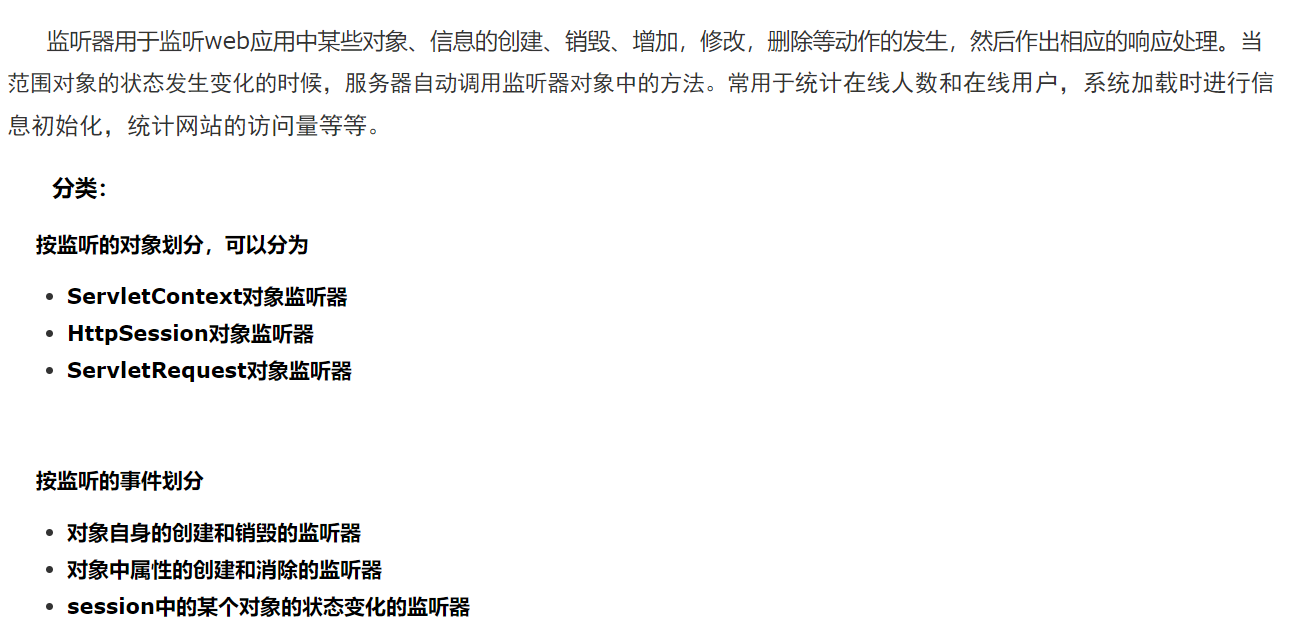 监听器用于监听web应用中某些对象、信息的创建、销毁、增加，修改，删除等动作的发生，然后作出相应的响应处理。当
范围对象的状态发生变化的时候，服务器自动调用监听器对象中的方法。常用于统计在线人数和在线用户，系统加载时进行信
息初始化，统计网站的访问量等等。
分类：
按监听的对象划分，可以分为
• ServletContext对象监听器
• HttpSession对象监听器
• ServletRequest对象监听器
按监听的事件划分
• 对象自身的创建和销毁的监听器
• 对象中属性的创建和消除的监听器
• session中的某个对象的状态变化的监听器